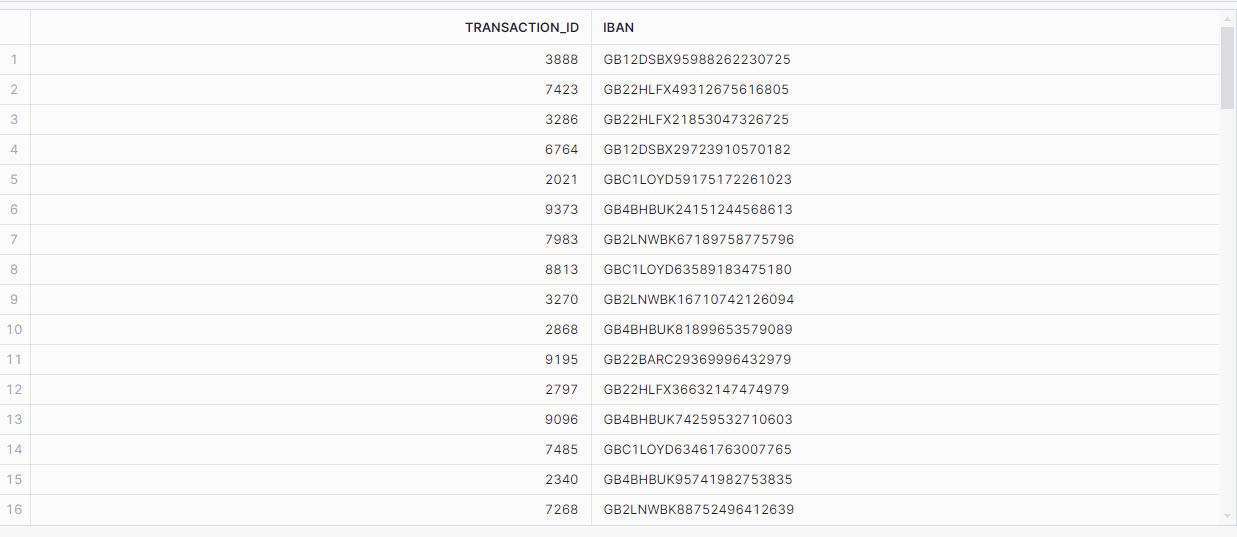 TRANSACTION_ID IBAN
1 3888 GB12DSBX95988262230725
2 7423 GB22HLFX49312675616805
3 3286 GB22HLFX21853047326725
4 6764 GB12DSBX29723910570182
5 2021 GBC1LOYD59175172261023
6 9373 GB4BHBUK24151244568613
7 7983 GB2LNWBK67189758775796
8 8813 GBC1LOYD63589183475180
9 3270 GB2LNWBK16710742126094
10 2868 GB4BHBUK81899653579089
11 9195 GB22BARC29369996432979
12 2797 GB22HLFX36632147474979
13 9096 GB4BHBUK74259532710603
14 7485 GBC1LOYD63461763007765
15 2340 GB4BHBUK95741982753835
16 7268 GB2LNWBK88752496412639